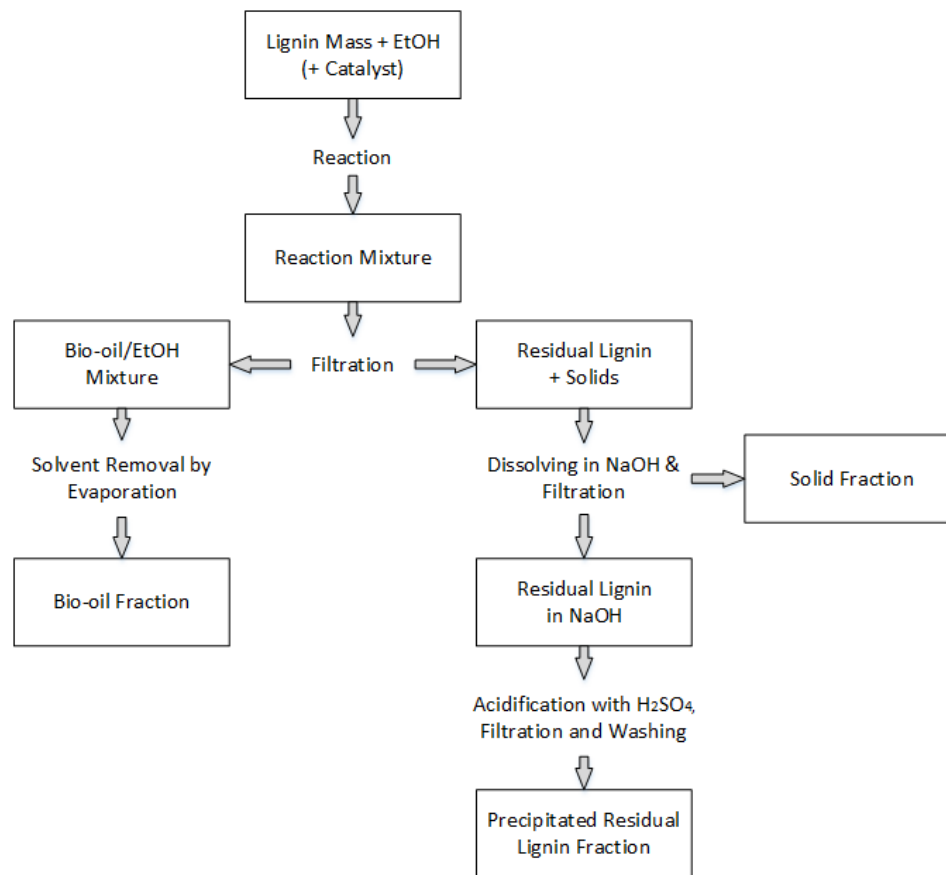 Lignin Mass + EtOH
(+ Catalyst)
Reaction
Reaction Mixture
Bio-oil/EtOH
Mixture
Filtration
Residual Lignin
+ Solids
Solvent Removal by
Evaporation
Dissolving in NaOH &
Filtration
Solid Fraction
Bio-oil Fraction
Residual Lignin
in NaOH
Acidification with H₂SO₄,
Filtration and Washing
Precipitated Residual
Lignin Fraction